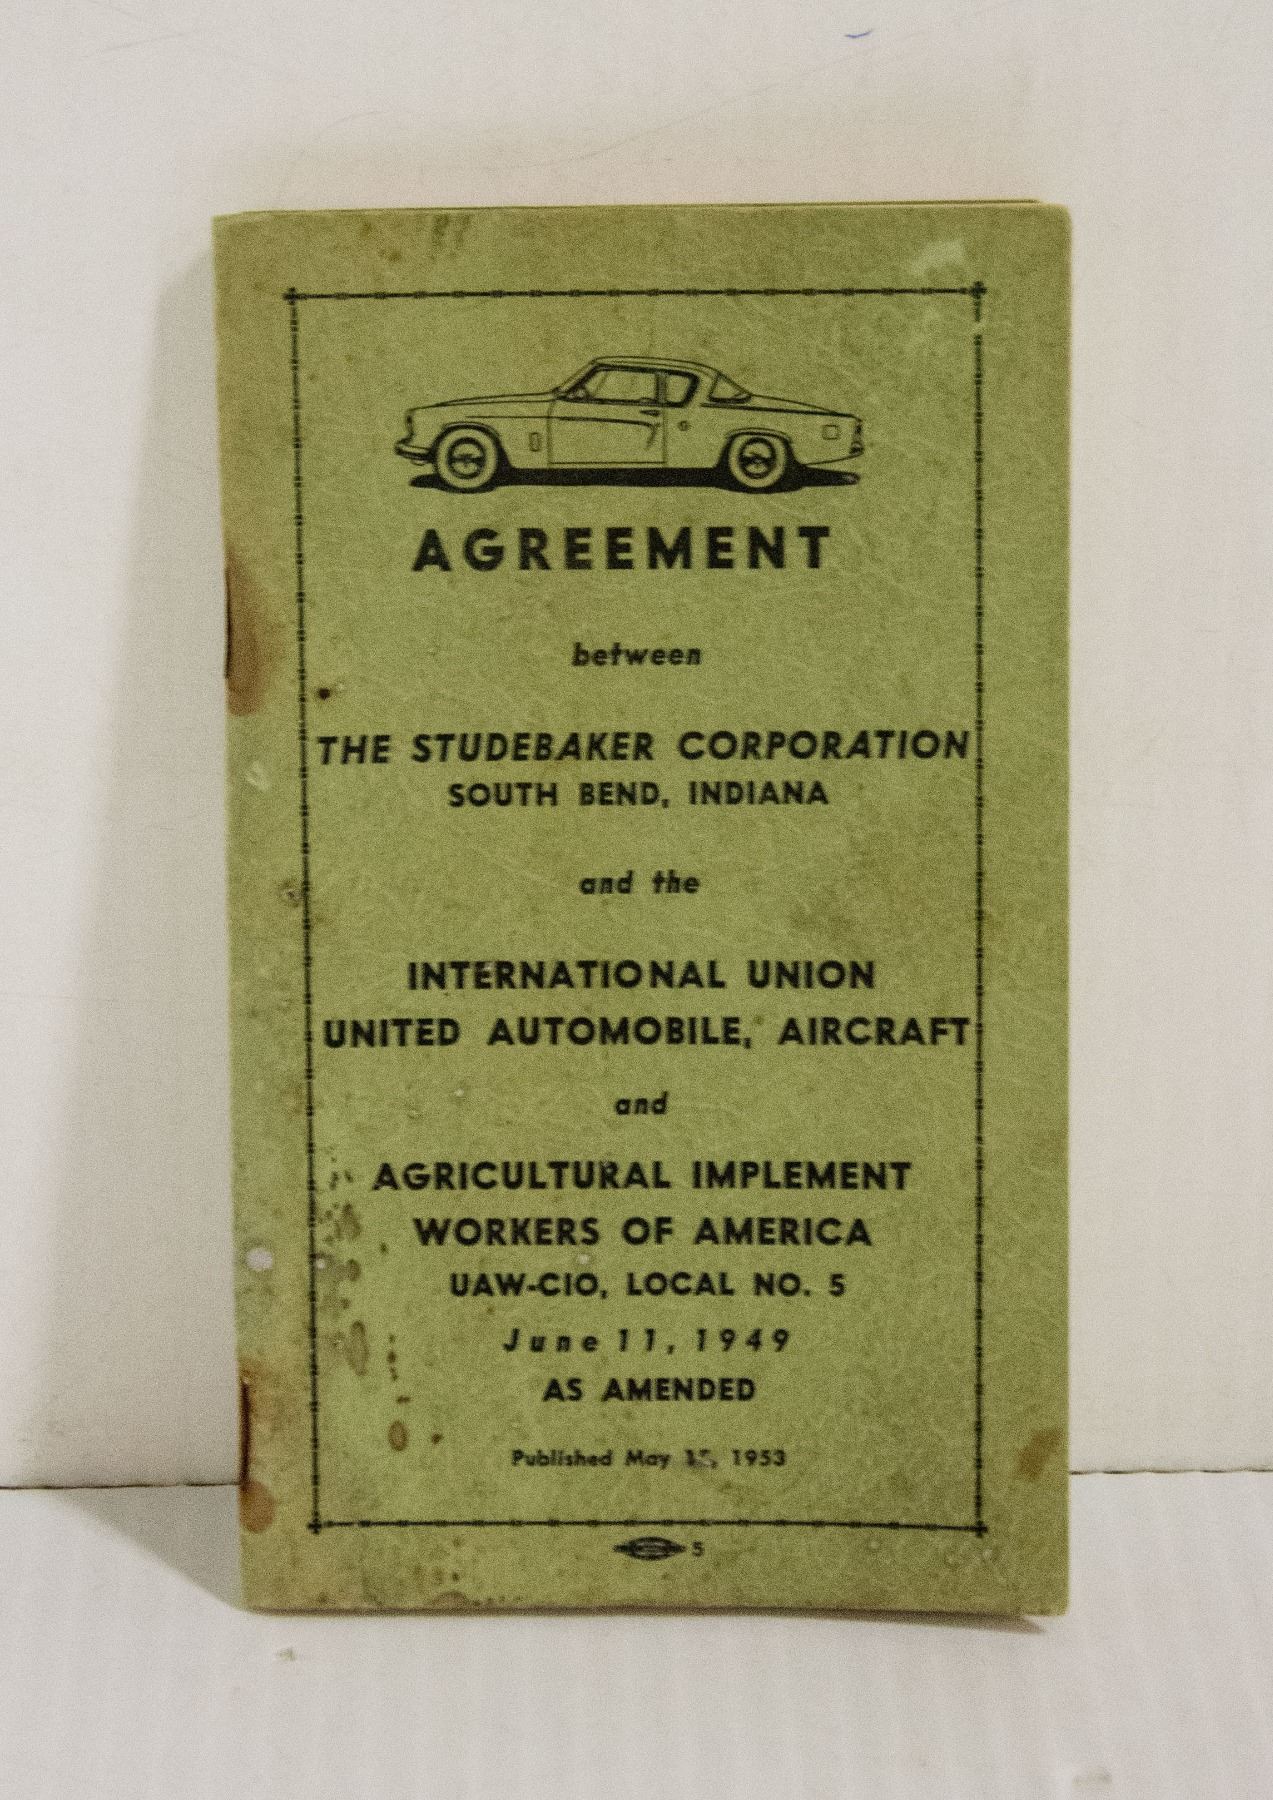 AGREEMENT
between
THE STUDEBAKER CORPORATION
SOUTH BEND, INDIANA
and the
INTERNATIONAL UNION
UNITED AUTOMOBILE, AIRCRAFT
and
AGRICULTURAL IMPLEMENT
WORKERS OF AMERICA
UAW-CIO, LOCAL NO. 5
June 11, 1949
AS AMENDED
Published May 1953
5